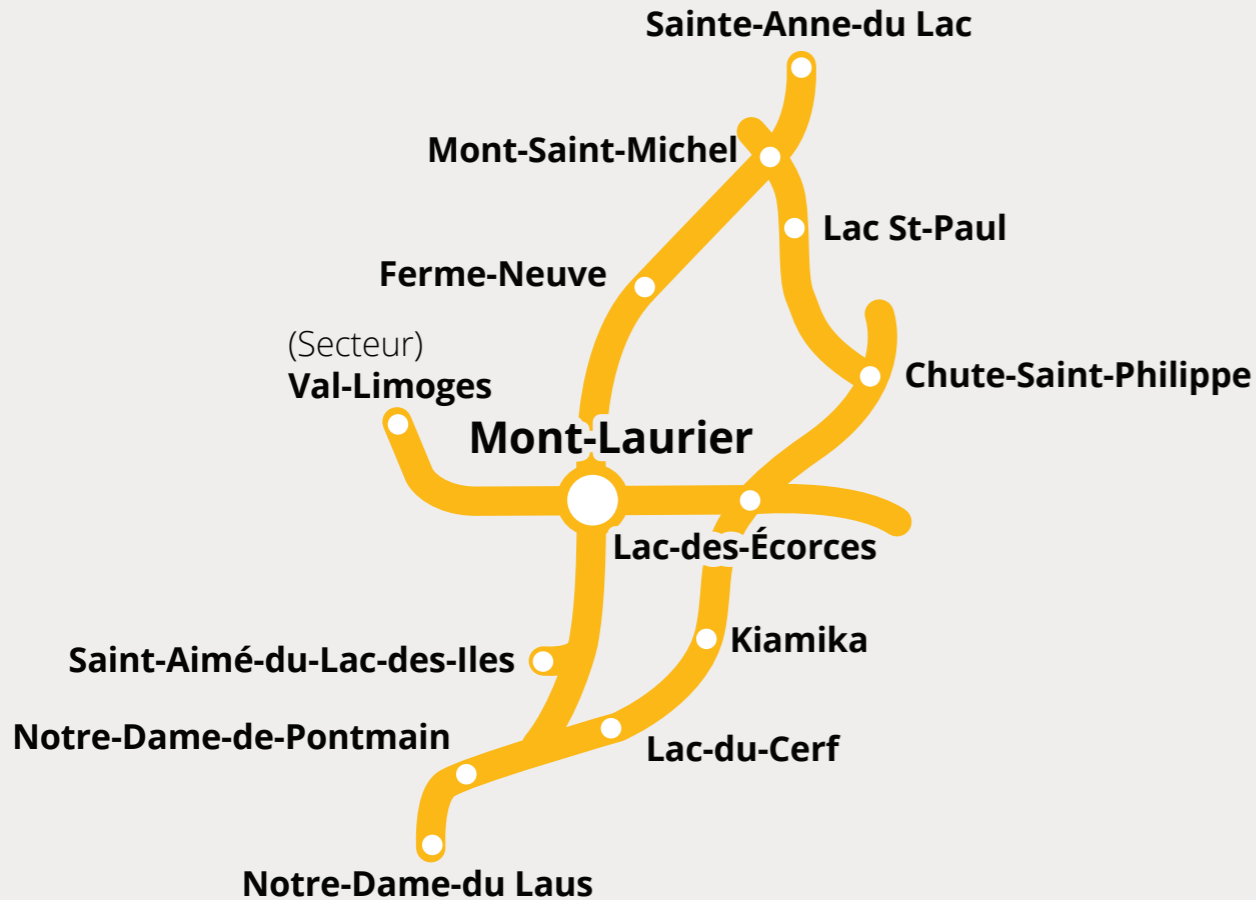 Sainte-Anne-du Lac
Mont-Saint-Michel
Lac St-Paul
Ferme-Neuve
(Secteur)
Val-Limoges
Chute-Saint-Philippe
Mont-Laurier
Lac-des-Écorces
Kiamika
Saint-Aimé-du-Lac-des-Iles
Notre-Dame-de-Pontmain
Lac-du-Cerf
Notre-Dame-du Laus